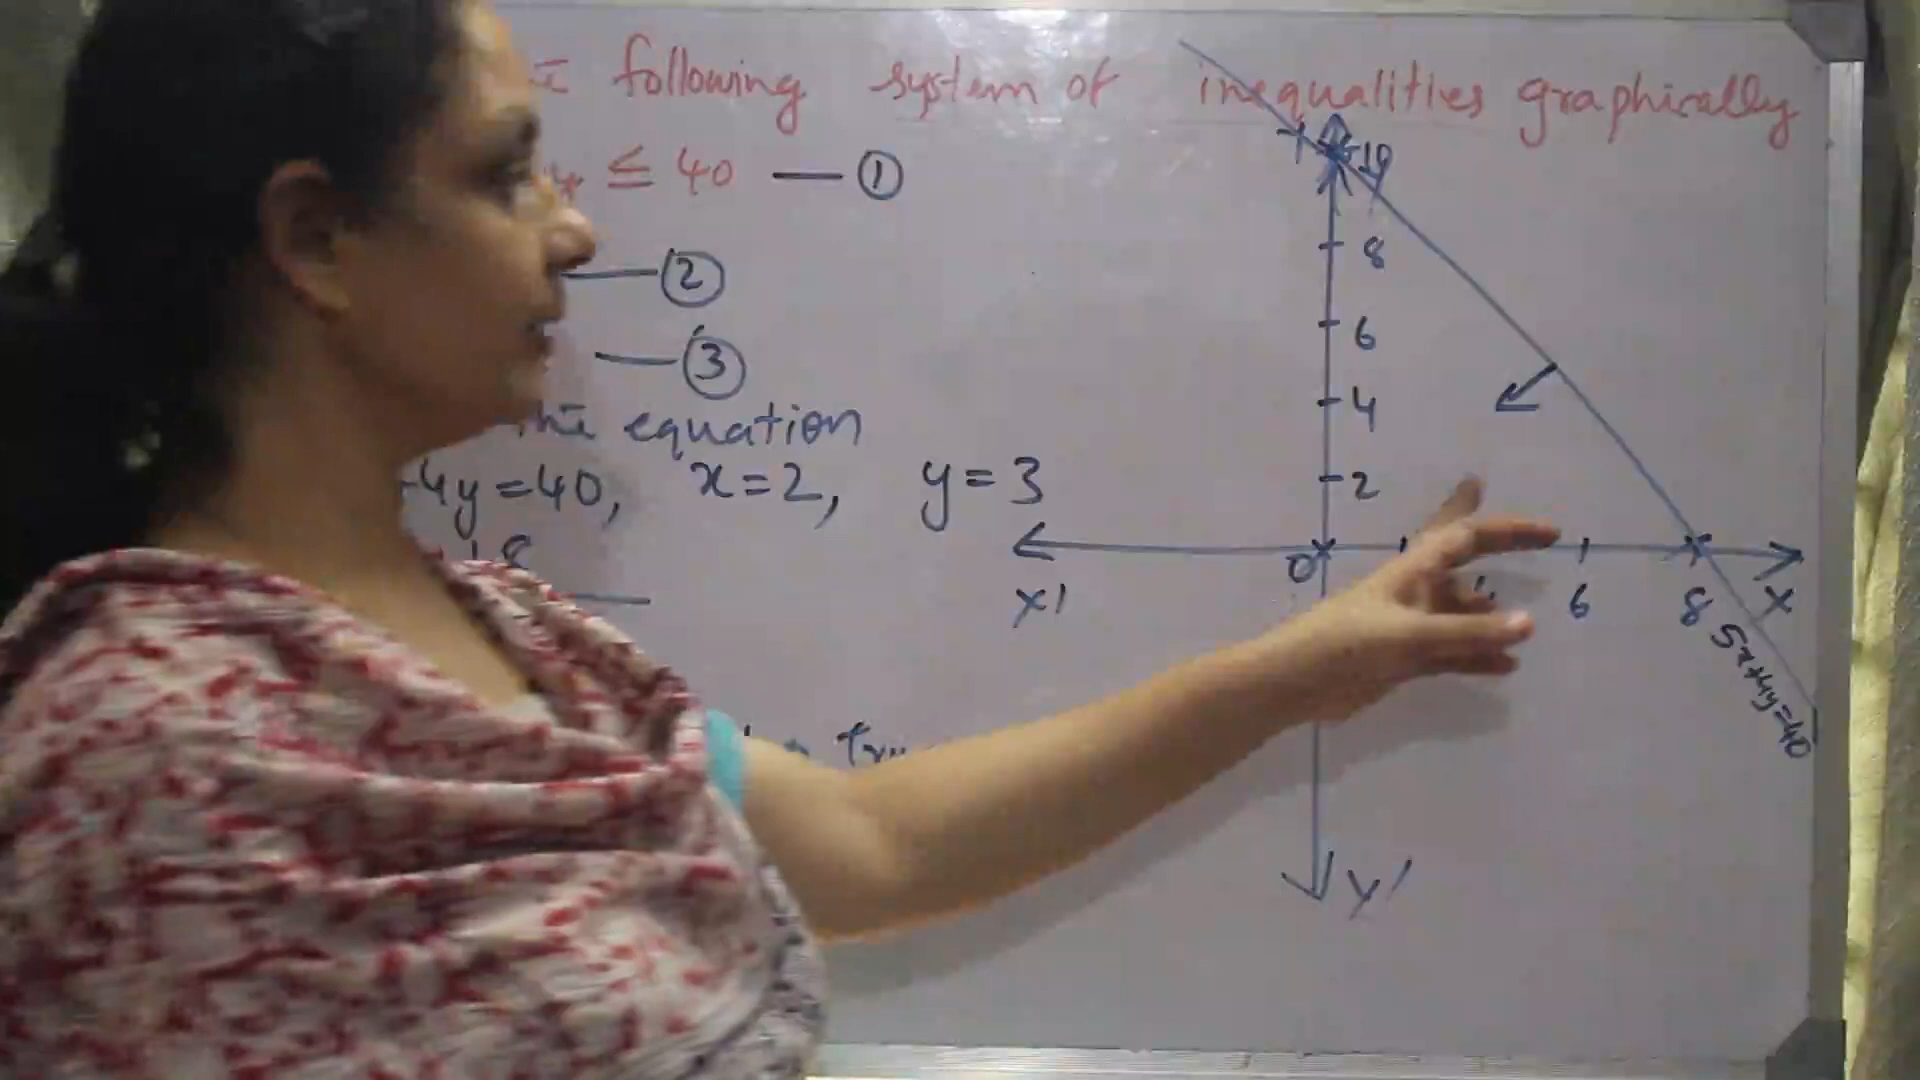 following system of inequalities graphically
≤ 40 — ①
— ②
— ③
equation
4y=40, x=2, y=3
8
Y
10
8
6
4
2
X'
0
6
8
X
5x+4y=40
Y'